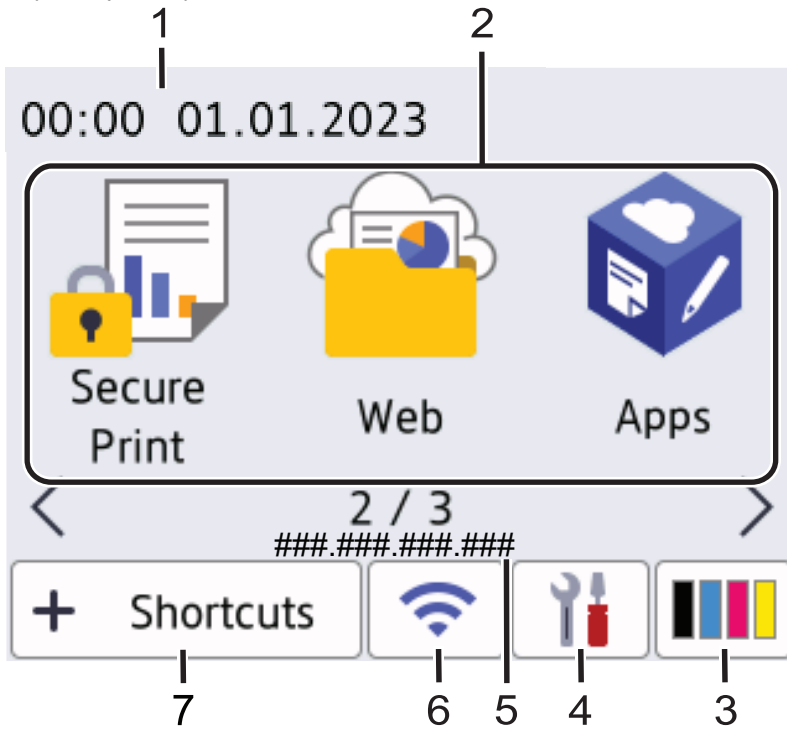 1 2
00:00 01.01.2023
Secure
Print
Web
Apps
2 / 3
###.###.###.###
+ Shortcuts
7 6 5 4 3